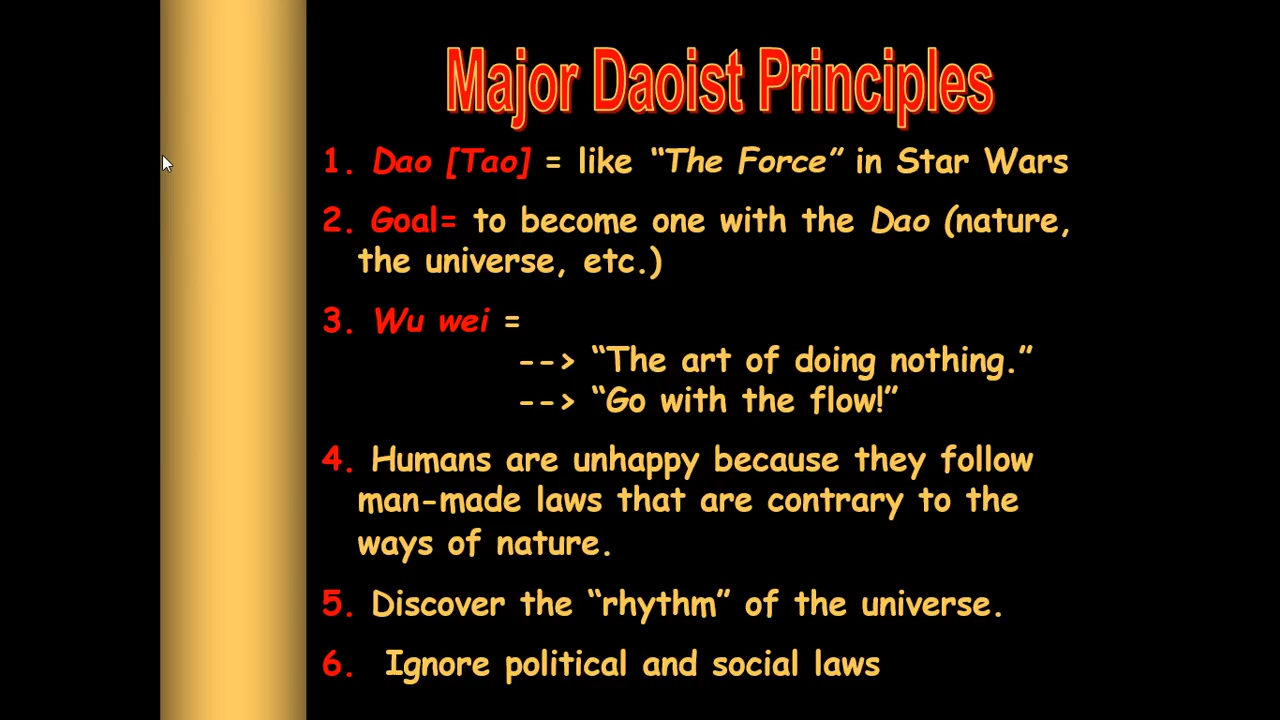 Major Daoist Principles
1. Dao [Tao] = like “The Force” in Star Wars
2. Goal= to become one with the Dao (nature,
the universe, etc.)
3. Wu wei =
--> “The art of doing nothing.”
--> “Go with the flow!”
4. Humans are unhappy because they follow
man-made laws that are contrary to the
ways of nature.
5. Discover the “rhythm” of the universe.
6. Ignore political and social laws